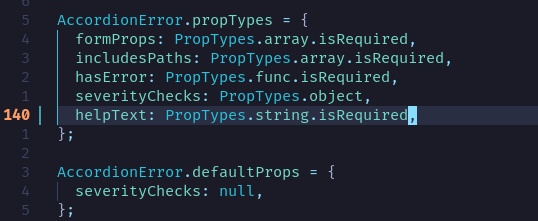 6
5 AccordionError.propTypes = {
4 formProps: PropTypes.array.isRequired,
3 includesPaths: PropTypes.array.isRequired,
2 hasError: PropTypes.func.isRequired,
1 severityChecks: PropTypes.object,
140 helpText: PropTypes.string.isRequired,
1 };
2
3 AccordionError.defaultProps = {
4 severityChecks: null,
5 };